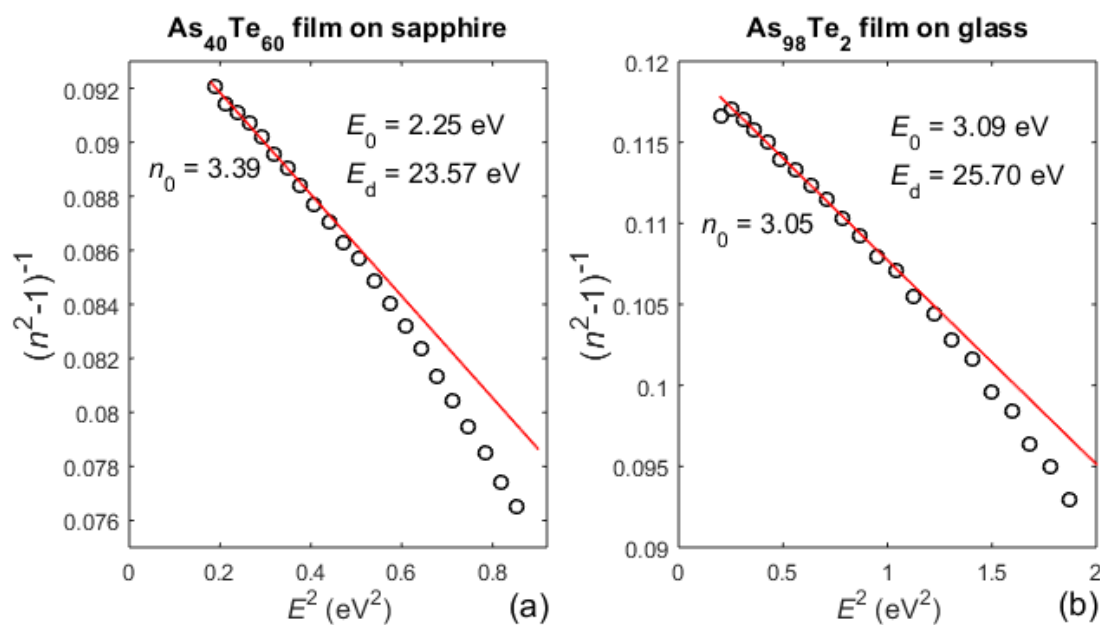 As40Te60 film on sapphire
0.092
0.09
0.088
0.086
0.084
0.082
0.08
0.078
0.076
(n²-1)⁻¹
E₀ = 2.25 eV
n₀ = 3.39
E_d = 23.57 eV
0 0.2 0.4 0.6 0.8
E² (eV²)
(a)
As98Te2 film on glass
0.12
0.115
0.11
0.105
0.1
0.095
0.09
(n²-1)⁻¹
E₀ = 3.09 eV
E_d = 25.70 eV
n₀ = 3.05
0 0.5 1 1.5 2
E² (eV²)
(b)